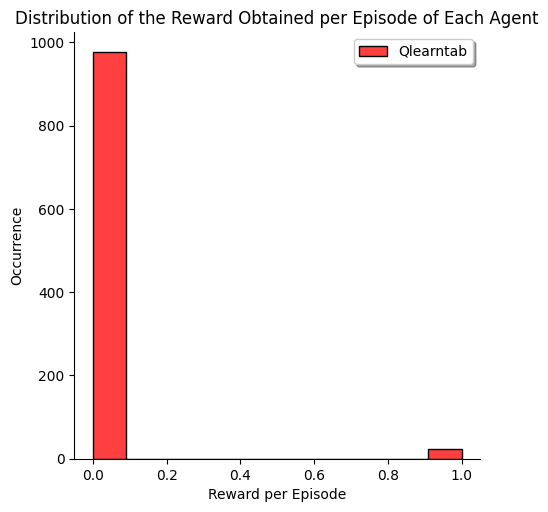 Distribution of the Reward Obtained per Episode of Each Agent
1000
Qlearntab
800
600
400
200
0
0.0 0.2 0.4 0.6 0.8 1.0
Occurrence
Reward per Episode